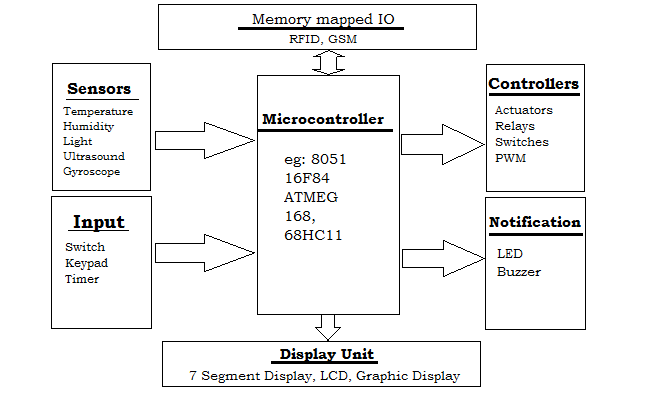 Memory mapped IO
RFID, GSM
Sensors
Temperature
Humidity
Light
Ultrasound
Gyroscope
Input
Switch
Keypad
Timer
Microcontroller
eg: 8051
16F84
ATMEG
168,
68HC11
Controllers
Actuators
Relays
Switches
PWM
Notification
LED
Buzzer
Display Unit
7 Segment Display, LCD, Graphic Display